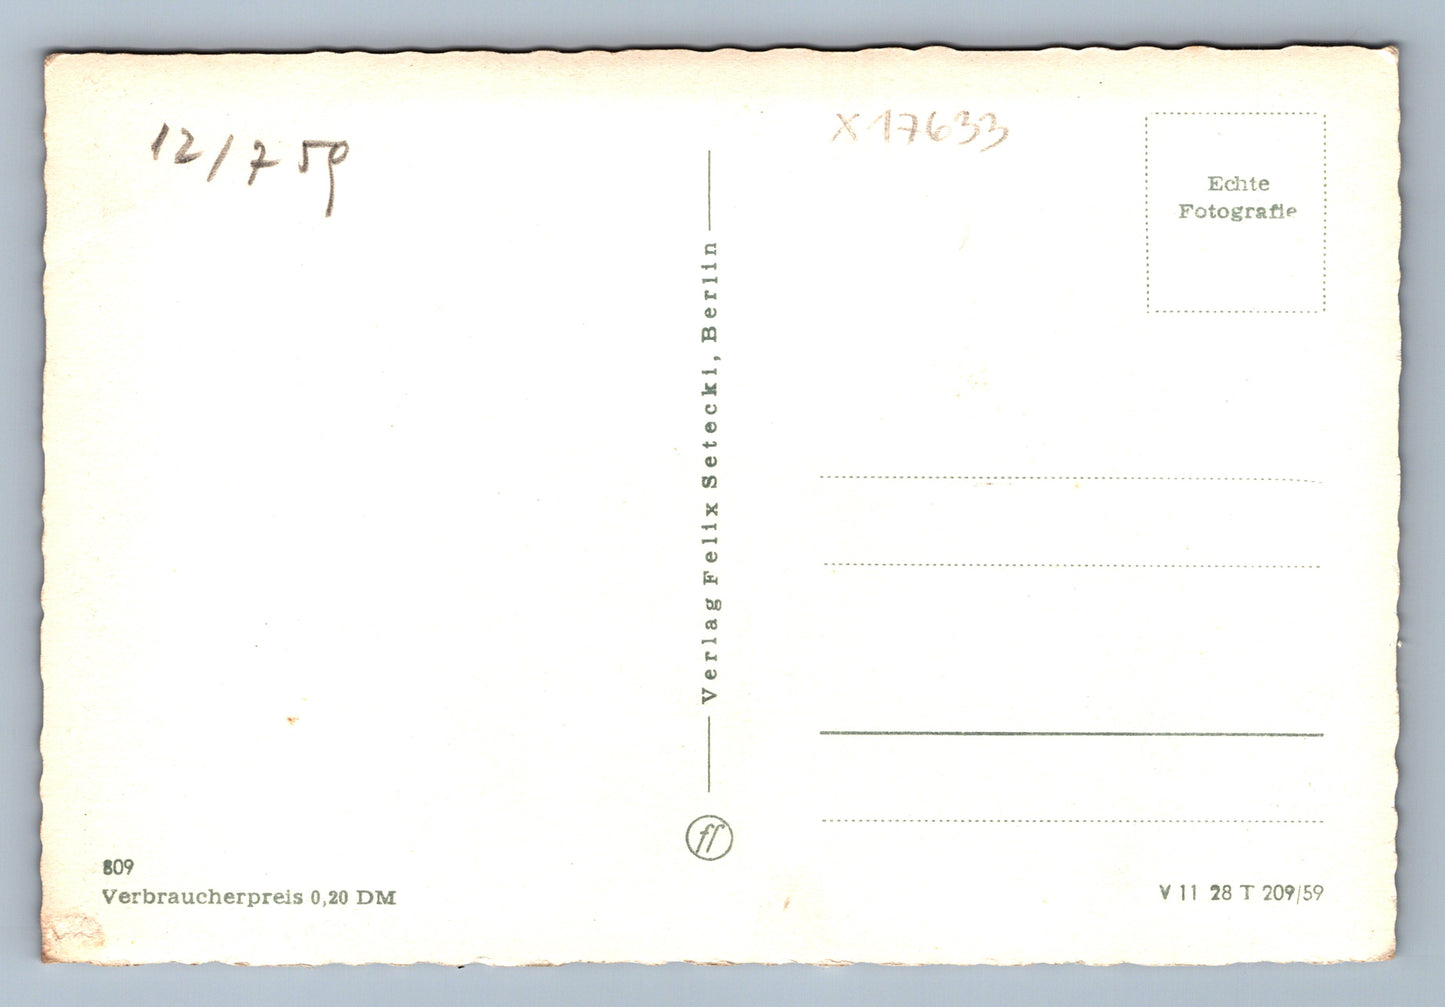 12/7 59
X17633
Echte
Fotografie
Verlag Felix Setecki, Berlin
809
Verbraucherpreis 0,20 DM
V 11 28 T 209/59